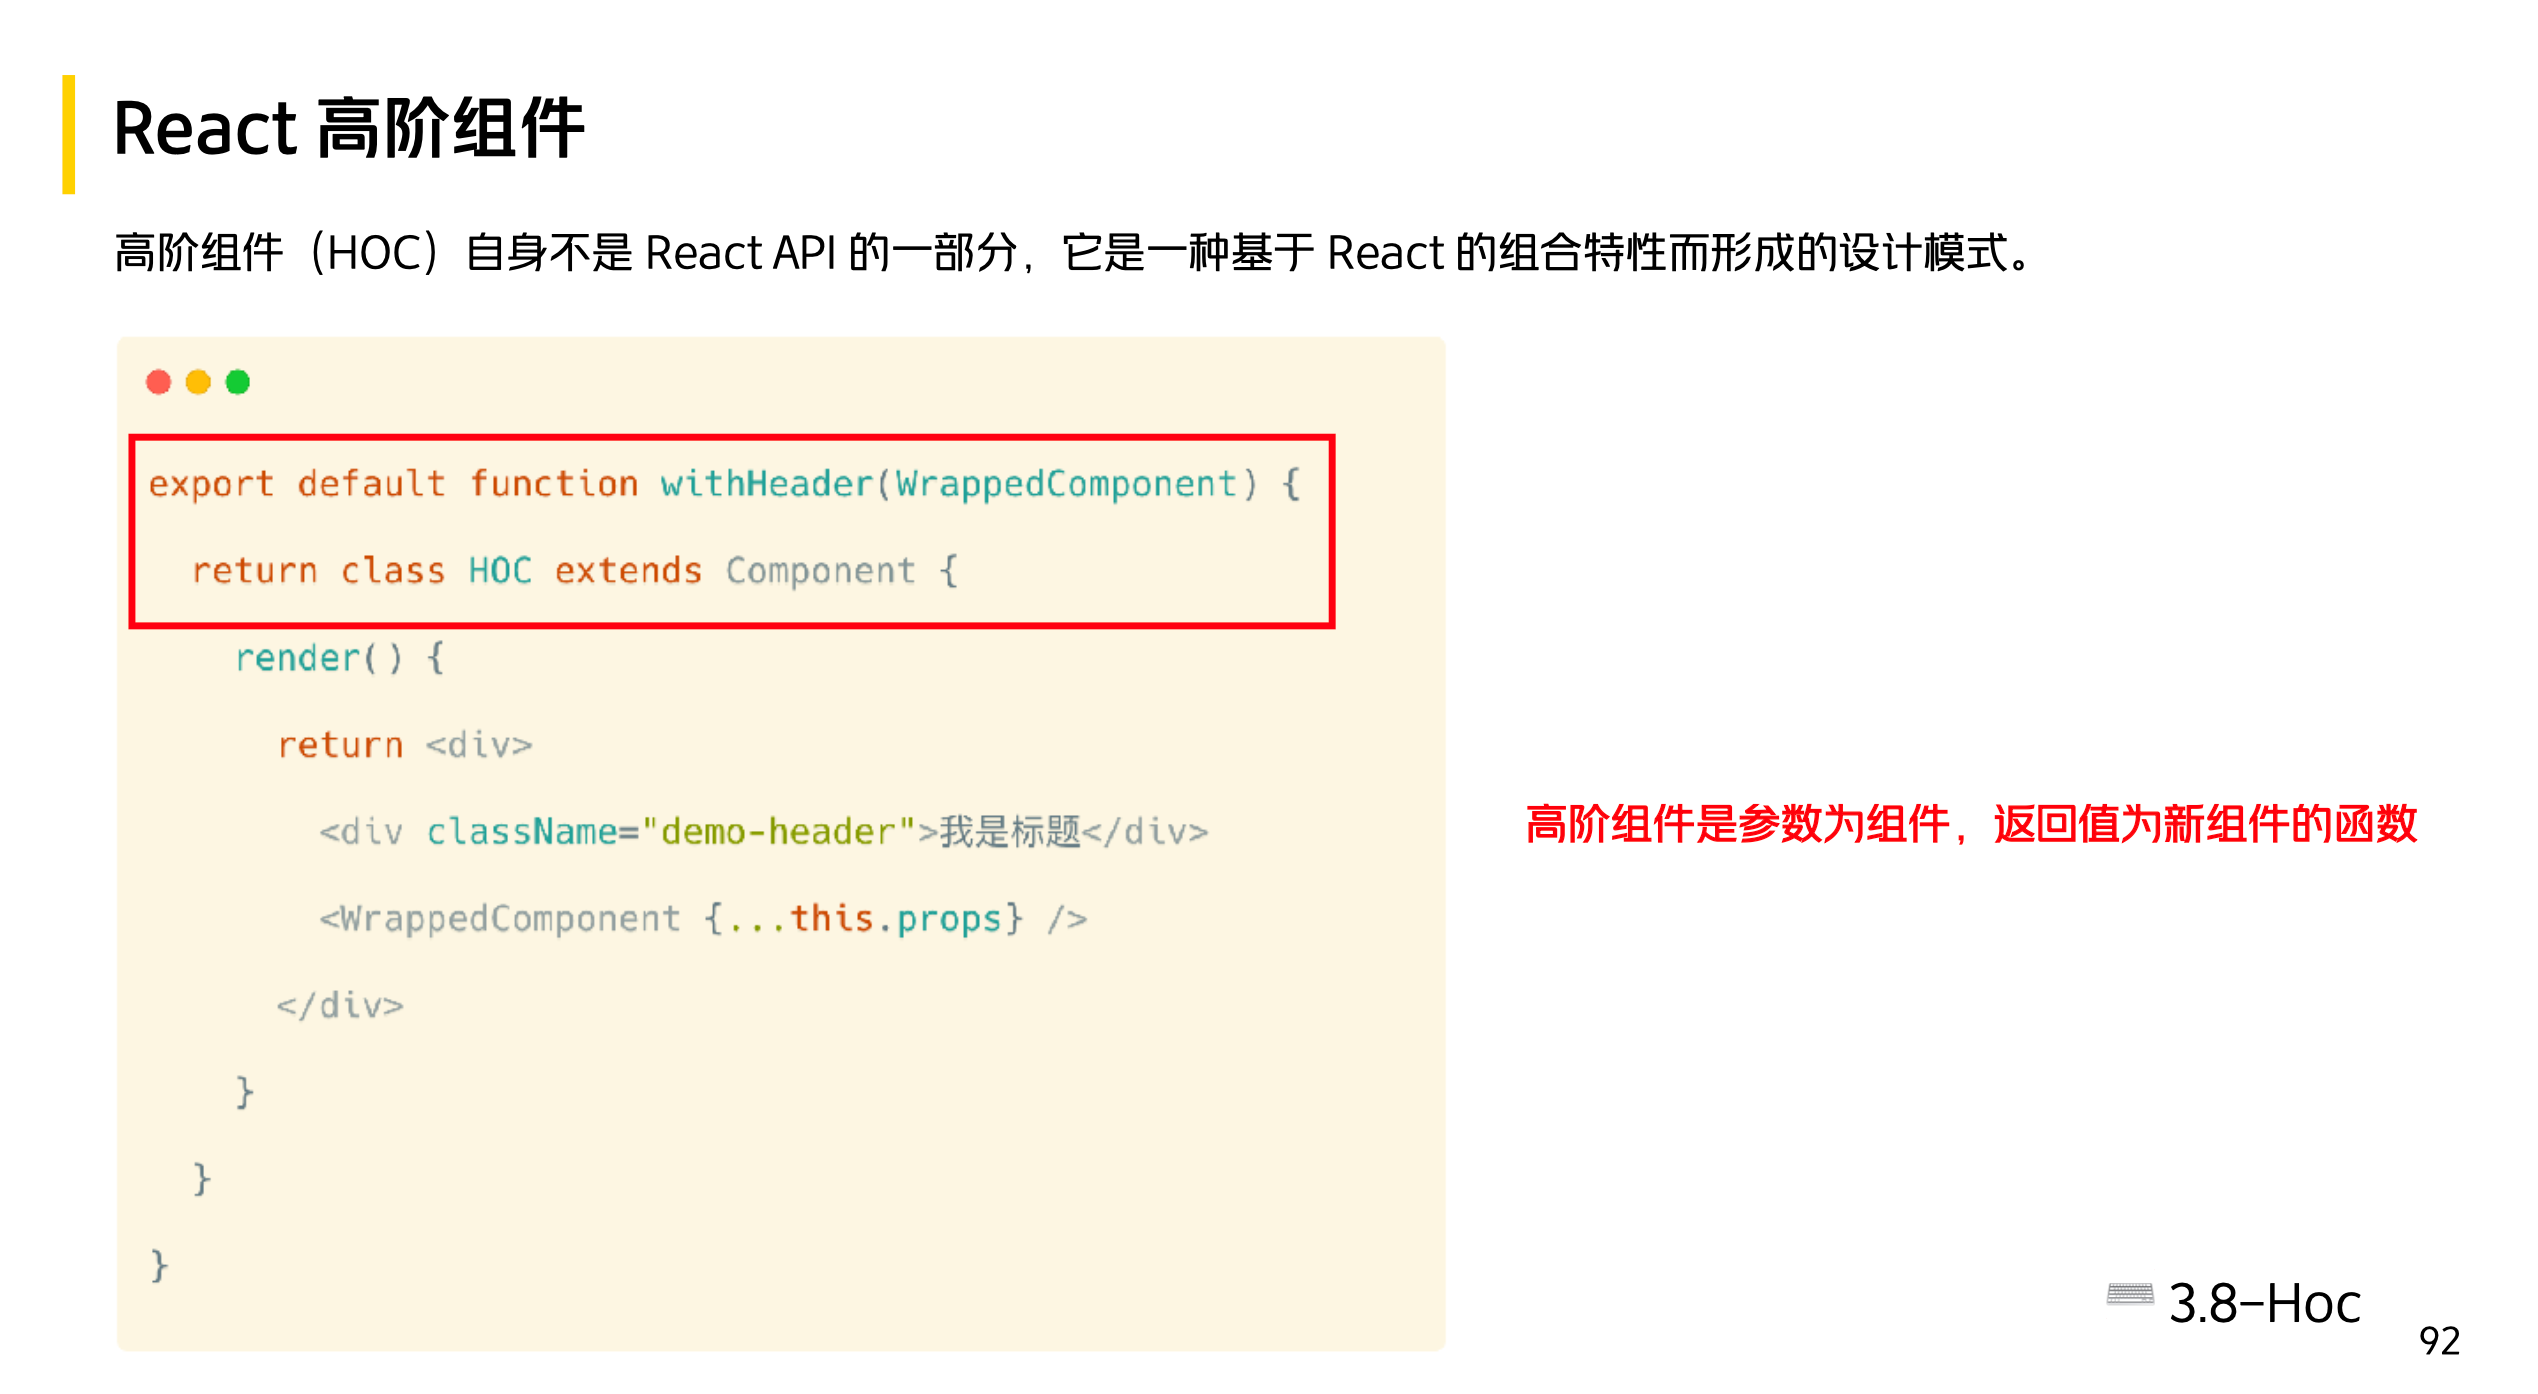 React 高阶组件
高阶组件（HOC）自身不是 React API 的一部分，它是一种基于 React 的组合特性而形成的设计模式。
export default function withHeader(WrappedComponent) {
  return class HOC extends Component {
    render() {
      return <div>
        <div className="demo-header">我是标题</div>
        <WrappedComponent {...this.props} />
      </div>
    }
  }
}
高阶组件是参数为组件，返回值为新组件的函数
3.8-Hoc
92